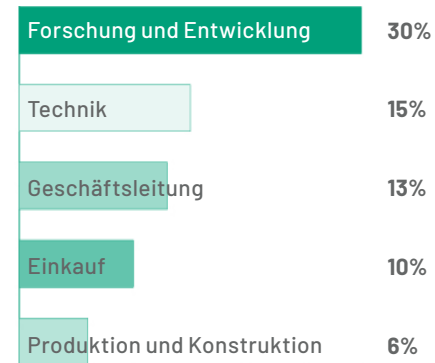 Forschung und Entwicklung 30%
Technik 15%
Geschäftsleitung 13%
Einkauf 10%
Produktion und Konstruktion 6%